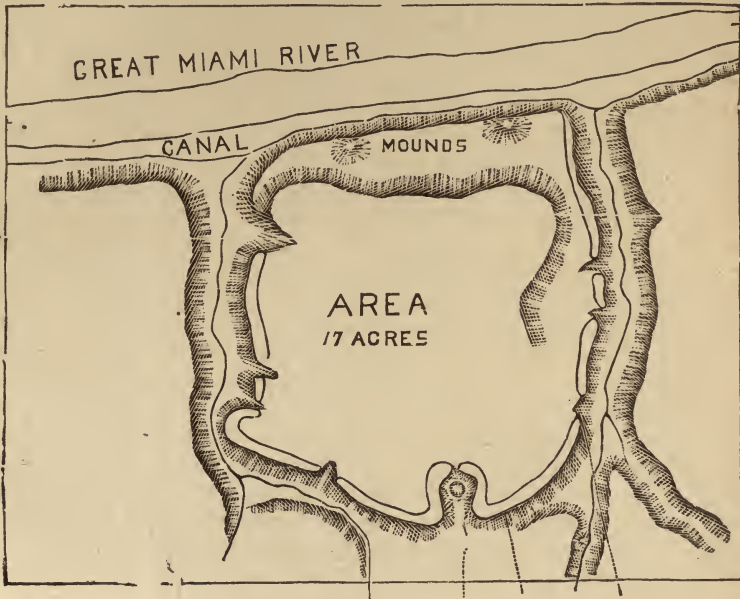 GREAT MIAMI RIVER
CANAL
MOUNDS
AREA
17 ACRES